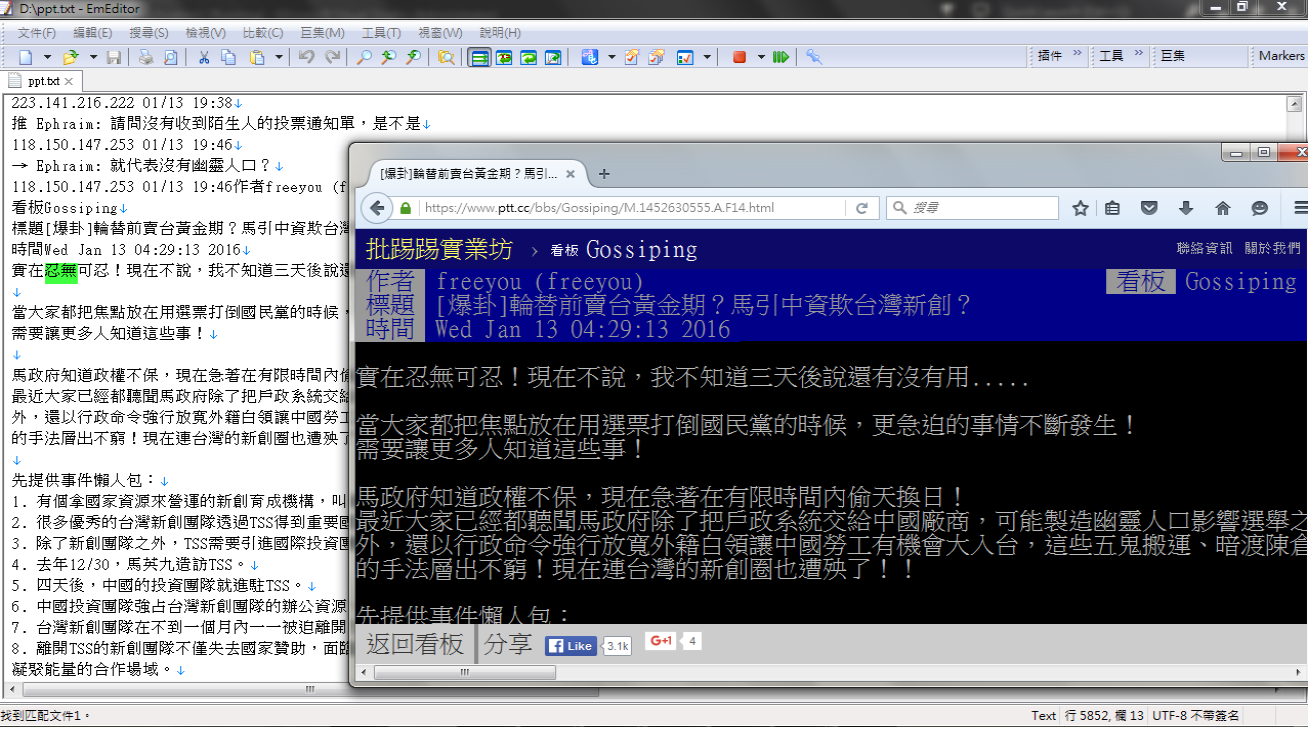 D:\ppt.txt - EmEditor
文件(F) 編輯(E) 搜尋(S) 檢視(V) 比較(C) 巨集(M) 工具(T) 視窗(W) 說明(H)
插件 » 工具 » 巨集 Markers
ppt.txt ×
223.141.216.222 01/13 19:38↓
推 Ephraim: 請問沒有收到陌生人的投票通知單，是不是↓
118.150.147.253 01/13 19:46↓
→ Ephraim: 就代表沒有幽靈人口？↓
118.150.147.253 01/13 19:46作者freeyou (f
看板Gossiping↓
標題[爆卦]輪替前賣台黃金期？馬引中資欺台灣
時間Wed Jan 13 04:29:13 2016↓
實在忍無可忍！現在不說，我不知道三天後說還
↓
當大家都把焦點放在用選票打倒國民黨的時候，
需要讓更多人知道這些事！↓
↓
馬政府知道政權不保，現在急著在有限時間內偷
最近大家已經都聽聞馬政府除了把戶政系統交給
外，還以行政命令強行放寬外籍白領讓中國勞工
的手法層出不窮！現在連台灣的新創圈也遭殃了
↓
先提供事件懶人包：↓
1. 有個拿國家資源來營運的新創育成機構，叫
2. 很多優秀的台灣新創團隊透過TSS得到重要國
3. 除了新創團隊之外，TSS需要引進國際投資團
4. 去年12/30，馬英九造訪TSS。↓
5. 四天後，中國的投資團隊就進駐TSS。↓
6. 中國投資團隊強占台灣新創團隊的辦公資源
7. 台灣新創團隊在不到一個月內一一被迫離開
8. 離開TSS的新創團隊不僅失去國家贊助，面臨
凝聚能量的合作場域。↓
找到匹配文件1。
Text 行 5852, 欄 13 UTF-8 不帶簽名
[爆卦]輪替前賣台黃金期？馬引... × +
https://www.ptt.cc/bbs/Gossiping/M.1452630555.A.F14.html
搜尋
批踢踢實業坊 › 看板 Gossiping 聯絡資訊 關於我們
作者 freeyou (freeyou) 看板 Gossiping
標題 [爆卦]輪替前賣台黃金期？馬引中資欺台灣新創？
時間 Wed Jan 13 04:29:13 2016
實在忍無可忍！現在不說，我不知道三天後說還有沒有用.....
當大家都把焦點放在用選票打倒國民黨的時候，更急迫的事情不斷發生！
需要讓更多人知道這些事！
馬政府知道政權不保，現在急著在有限時間內偷天換日！
最近大家已經都聽聞馬政府除了把戶政系統交給中國廠商，可能製造幽靈人口影響選舉之
外，還以行政命令強行放寬外籍白領讓中國勞工有機會大入台，這些五鬼搬運、暗渡陳倉
的手法層出不窮！現在連台灣的新創圈也遭殃了！！
先提供事件懶人包：
返回看板 分享 Like 3.1k G+1 4